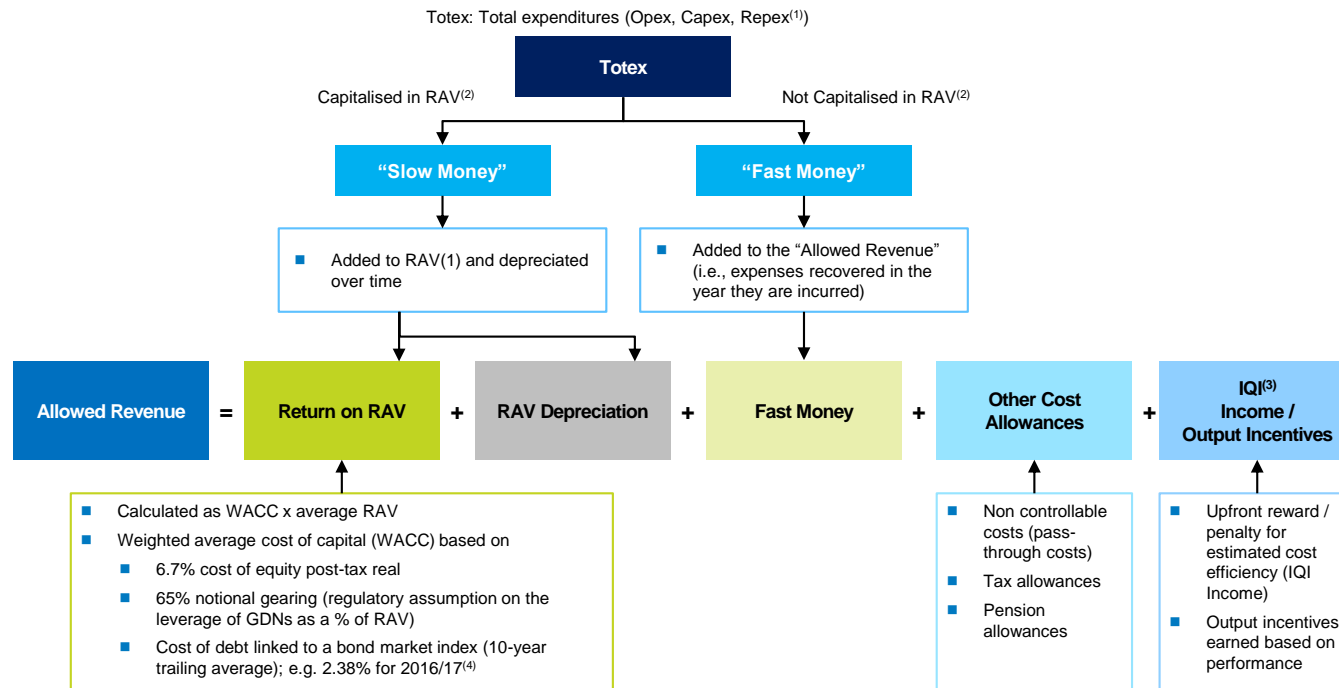 Totex: Total expenditures (Opex, Capex, Repex(1))
Totex
Capitalised in RAV(2)
Not Capitalised in RAV(2)
“Slow Money”
“Fast Money”
Added to RAV(1) and depreciated
over time
Added to the “Allowed Revenue”
(i.e., expenses recovered in the
year they are incurred)
Allowed Revenue
=
Return on RAV
+
RAV Depreciation
+
Fast Money
+
Other Cost
Allowances
+
IQI(3)
Income /
Output Incentives
Calculated as WACC x average RAV
Weighted average cost of capital (WACC) based on
6.7% cost of equity post-tax real
65% notional gearing (regulatory assumption on the
leverage of GDNs as a % of RAV)
Cost of debt linked to a bond market index (10-year
trailing average); e.g. 2.38% for 2016/17(4)
Non controllable
costs (pass-
through costs)
Tax allowances
Pension
allowances
Upfront reward /
penalty for
estimated cost
efficiency (IQI
Income)
Output incentives
earned based on
performance